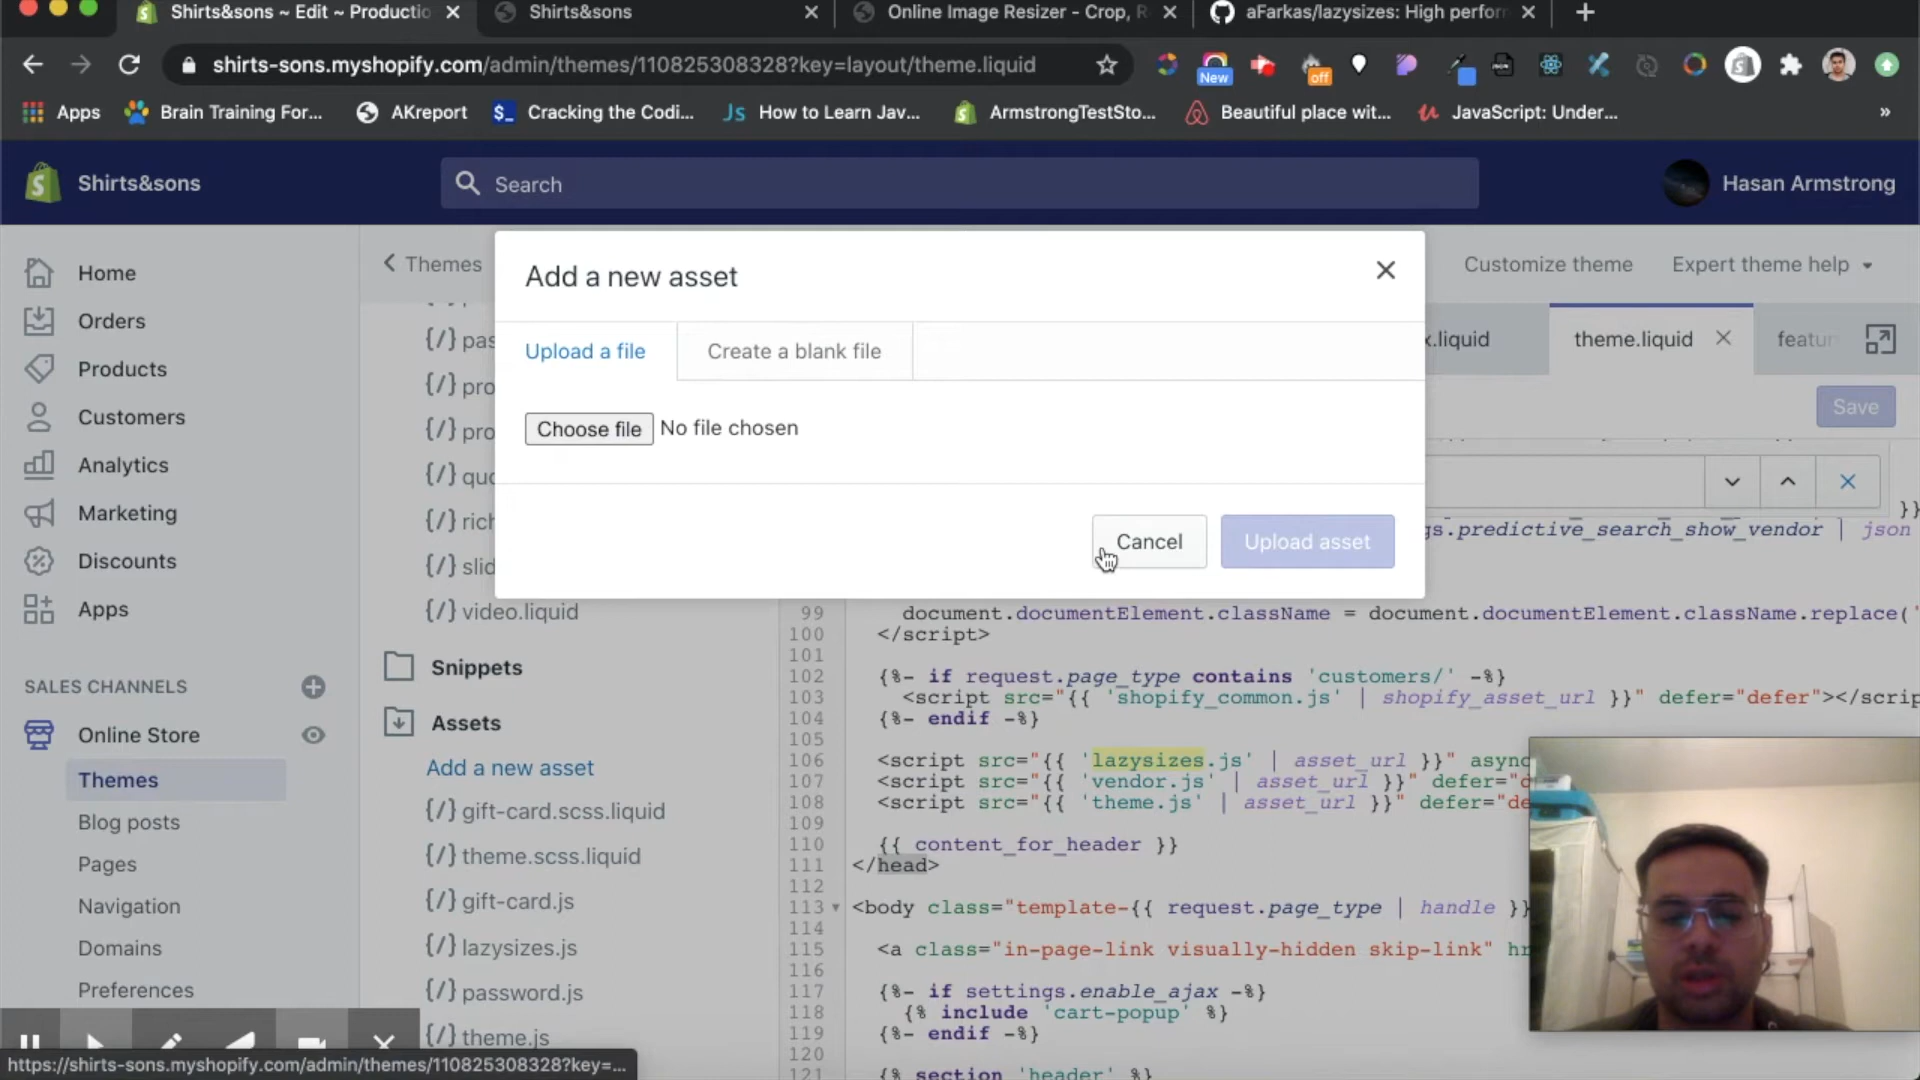 Shirts&sons ~ Edit ~ Productio
Shirts&sons
Online Image Resizer - Crop, R
aFarkas/lazysizes: High perfor
shirts-sons.myshopify.com/admin/themes/110825308328?key=layout/theme.liquid
New
off
Apps
Brain Training For...
AKreport
Cracking the Codi...
How to Learn Jav...
ArmstrongTestSto...
Beautiful place wit...
JavaScript: Under...
»
Shirts&sons
Search
Hasan Armstrong
Home
Orders
Products
Customers
Analytics
Marketing
Discounts
Apps
SALES CHANNELS
Online Store
Themes
Blog posts
Pages
Navigation
Domains
Preferences
Themes
Customize theme
Expert theme help
{/} pas
{/} pro
{/} pro
{/} quo
{/} rich
{/} slid
{/} video.liquid
Snippets
Assets
Add a new asset
{/} gift-card.scss.liquid
{/} theme.scss.liquid
{/} gift-card.js
{/} lazysizes.js
{/} password.js
{/} theme.js
Add a new asset
Upload a file
Create a blank file
Choose file No file chosen
Cancel
Upload asset
x.liquid
theme.liquid
featur
Save
}}
gs.predictive_search_show_vendor | json
99 document.documentElement.className = document.documentElement.className.replace('
100 </script>
101
102 {%- if request.page_type contains 'customers/' -%}
103 <script src="{{ 'shopify_common.js' | shopify_asset_url }}" defer="defer"></scrip
104 {%- endif -%}
105
106 <script src="{{ 'lazysizes.js' | asset_url }}" async
107 <script src="{{ 'vendor.js' | asset_url }}" defer="d
108 <script src="{{ 'theme.js' | asset_url }}" defer="de
109
110 {{ content_for_header }}
111 </head>
112
113 <body class="template-{{ request.page_type | handle }}
114
115 <a class="in-page-link visually-hidden skip-link" hr
116
117 {%- if settings.enable_ajax -%}
118 {% include 'cart-popup' %}
119 {%- endif -%}
120
121 {% section 'header' %}
https://shirts-sons.myshopify.com/admin/themes/110825308328?key=...